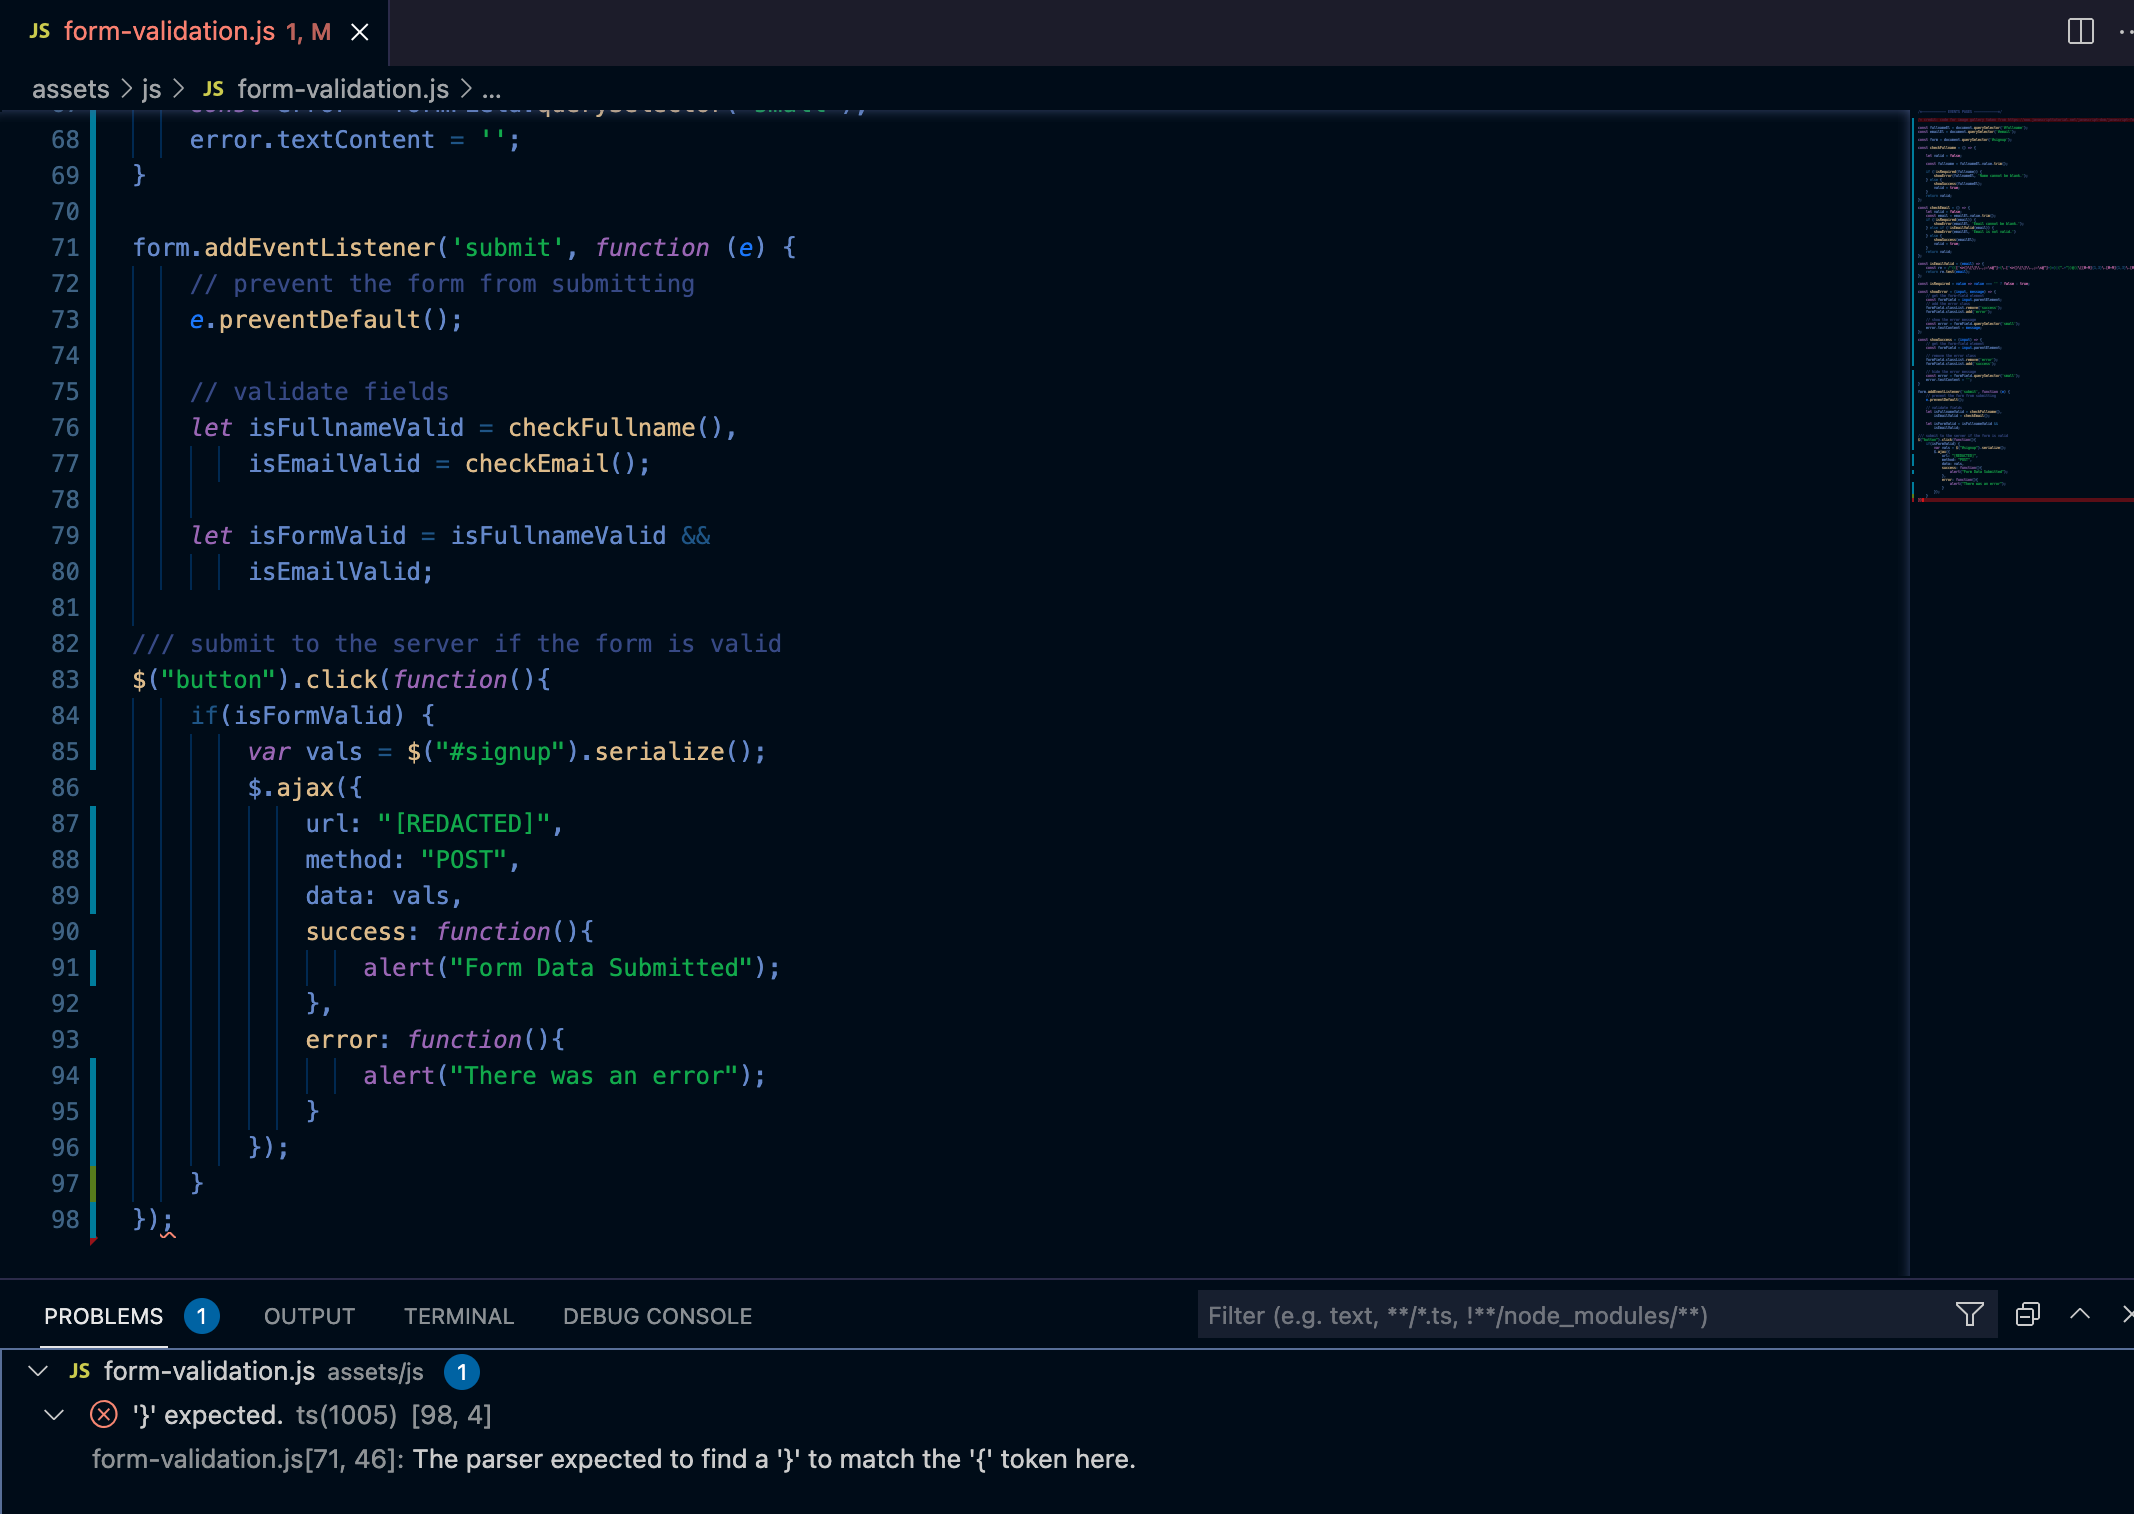 JS form-validation.js 1, M
assets > js > JS form-validation.js > ...
68 error.textContent = '';
69 }
70
71 form.addEventListener('submit', function (e) {
72 // prevent the form from submitting
73 e.preventDefault();
74
75 // validate fields
76 let isFullnameValid = checkFullname(),
77 isEmailValid = checkEmail();
78
79 let isFormValid = isFullnameValid &&
80 isEmailValid;
81
82 /// submit to the server if the form is valid
83 $("button").click(function(){
84 if(isFormValid) {
85 var vals = $("#signup").serialize();
86 $.ajax({
87 url: "[REDACTED]",
88 method: "POST",
89 data: vals,
90 success: function(){
91 alert("Form Data Submitted");
92 },
93 error: function(){
94 alert("There was an error");
95 }
96 });
97 }
98 });
PROBLEMS 1 OUTPUT TERMINAL DEBUG CONSOLE Filter (e.g. text, **/*.ts, !**/node_modules/**)
JS form-validation.js assets/js 1
'}' expected. ts(1005) [98, 4]
form-validation.js[71, 46]: The parser expected to find a '}' to match the '{' token here.